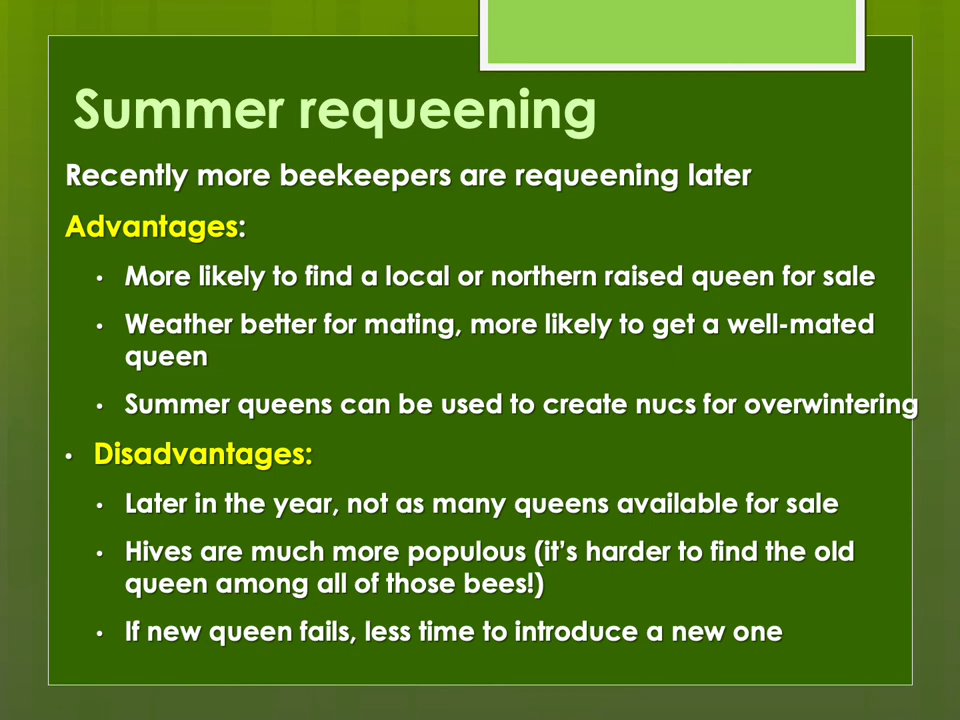 Summer requeening
Recently more beekeepers are requeening later
Advantages:
• More likely to find a local or northern raised queen for sale
• Weather better for mating, more likely to get a well-mated
queen
• Summer queens can be used to create nucs for overwintering
• Disadvantages:
• Later in the year, not as many queens available for sale
• Hives are much more populous (it’s harder to find the old
queen among all of those bees!)
• If new queen fails, less time to introduce a new one